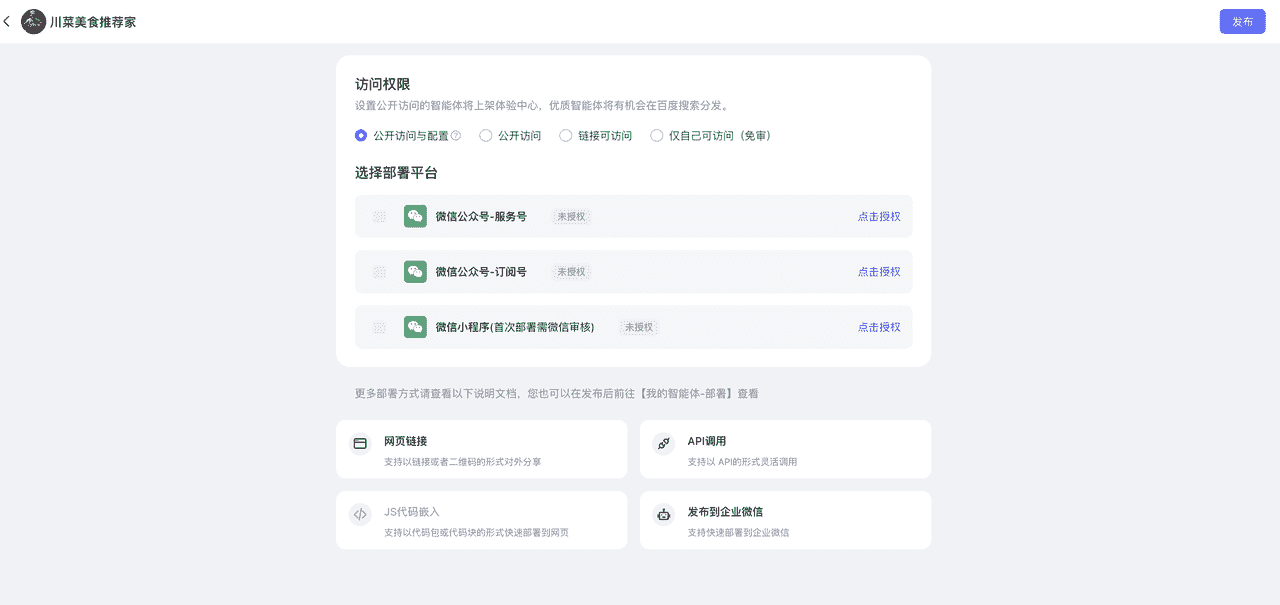 川菜美食推荐家
发布
访问权限
设置公开访问的智能体将上架体验中心，优质智能体将有机会在百度搜索分发。
公开访问与配置 公开访问 链接可访问 仅自己可访问（免审）
选择部署平台
微信公众号-服务号 未授权 点击授权
微信公众号-订阅号 未授权 点击授权
微信小程序(首次部署需微信审核) 未授权 点击授权
更多部署方式请查看以下说明文档，您也可以在发布后前往【我的智能体-部署】查看
网页链接
支持以链接或者二维码的形式对外分享
API调用
支持以 API的形式灵活调用
JS代码嵌入
支持以代码包或代码块的形式快速部署到网页
发布到企业微信
支持快速部署到企业微信